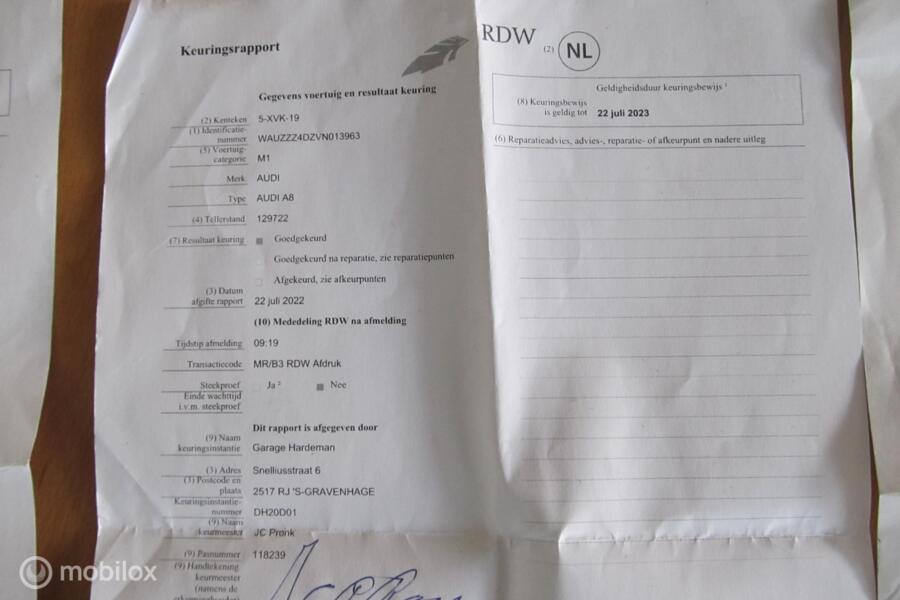 Keuringsrapport
Gegevens voertuig en resultaat keuring
(2) Kenteken 5-XVK-19
(1) Identificatie-
nummer WAUZZZ4DZVN013963
(5) Voertuig-
categorie M1
Merk AUDI
Type AUDI A8
(4) Tellerstand 129722
(7) Resultaat keuring Goedgekeurd
Goedgekeurd na reparatie, zie reparatiepunten
Afgekeurd, zie afkeurpunten
(3) Datum
afgifte rapport 22 juli 2022
(10) Mededeling RDW na afmelding
Tijdstip afmelding 09:19
Transactiecode MR/B3 RDW Afdruk
Steekproef Ja ² Nee
Einde wachttijd
i.v.m. steekproef
Dit rapport is afgegeven door
(9) Naam
keuringsinstantie Garage Hardeman
(3) Adres Snelliusstraat 6
(3) Postcode en
plaats 2517 RJ 'S-GRAVENHAGE
Keuringsinstantie-
nummer DH20D01
(9) Naam
keurmeester JC Pronk
(9) Pasnummer 118239
(9) Handtekening
keurmeester
(namens de
RDW (2) NL
Geldigheidsduur keuringsbewijs ¹
(8) Keuringsbewijs
is geldig tot 22 juli 2023
(6) Reparatieadvies, advies-, reparatie- of afkeurpunt en nadere uitleg
mobilox